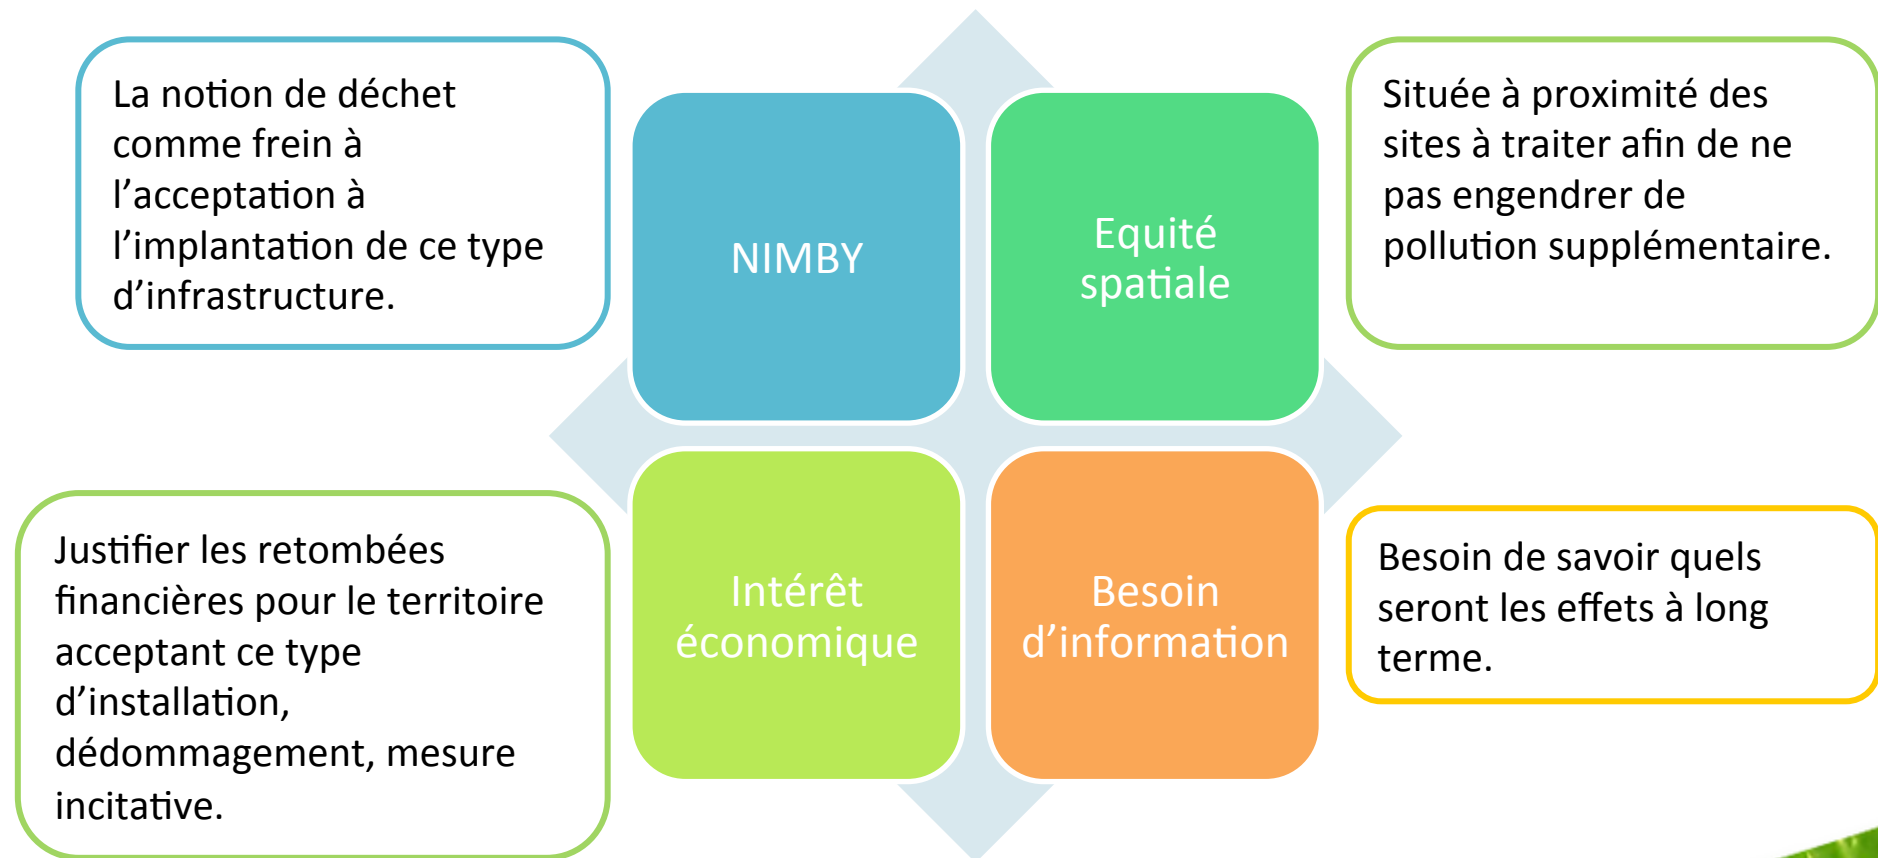 La notion de déchet
comme frein à
l’acceptation à
l’implantation de ce type
d’infrastructure.
NIMBY
Equité
spatiale
Située à proximité des
sites à traiter afin de ne
pas engendrer de
pollution supplémentaire.
Justifier les retombées
financières pour le territoire
acceptant ce type
d’installation,
dédommagement, mesure
incitative.
Intérêt
économique
Besoin
d’information
Besoin de savoir quels
seront les effets à long
terme.